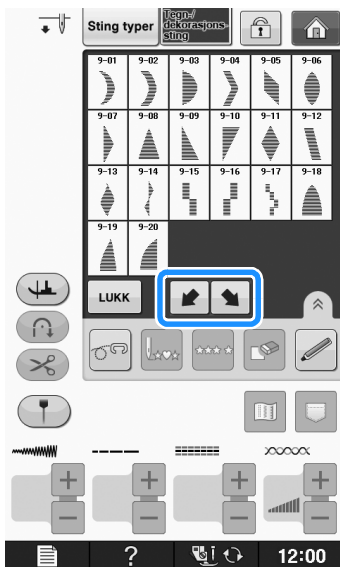 Sting typer
Tegn-/
dekorasjons-
sting
9-01 9-02 9-03 9-04 9-05 9-06
9-07 9-08 9-09 9-10 9-11 9-12
9-13 9-14 9-15 9-16 9-17 9-18
9-19 9-20
LUKK
? 12:00